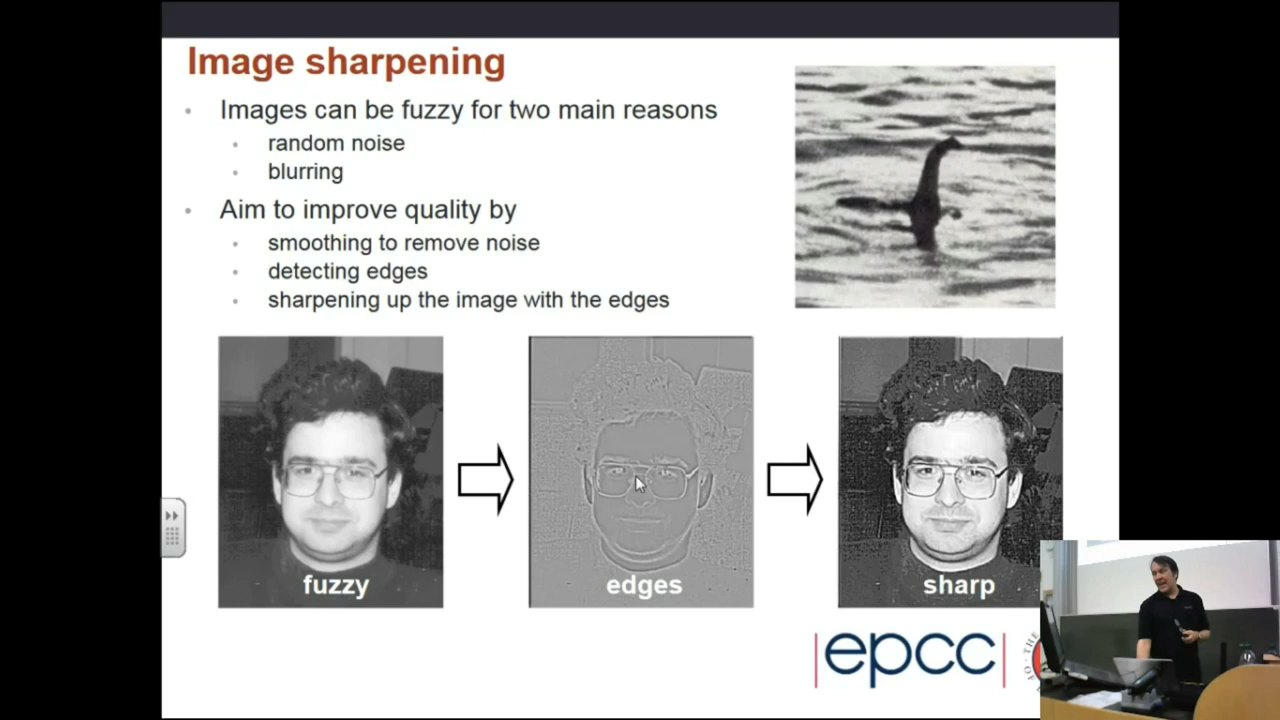 Image sharpening
• Images can be fuzzy for two main reasons
• random noise
• blurring
• Aim to improve quality by
• smoothing to remove noise
• detecting edges
• sharpening up the image with the edges
fuzzy
edges
sharp
|epcc|
THE